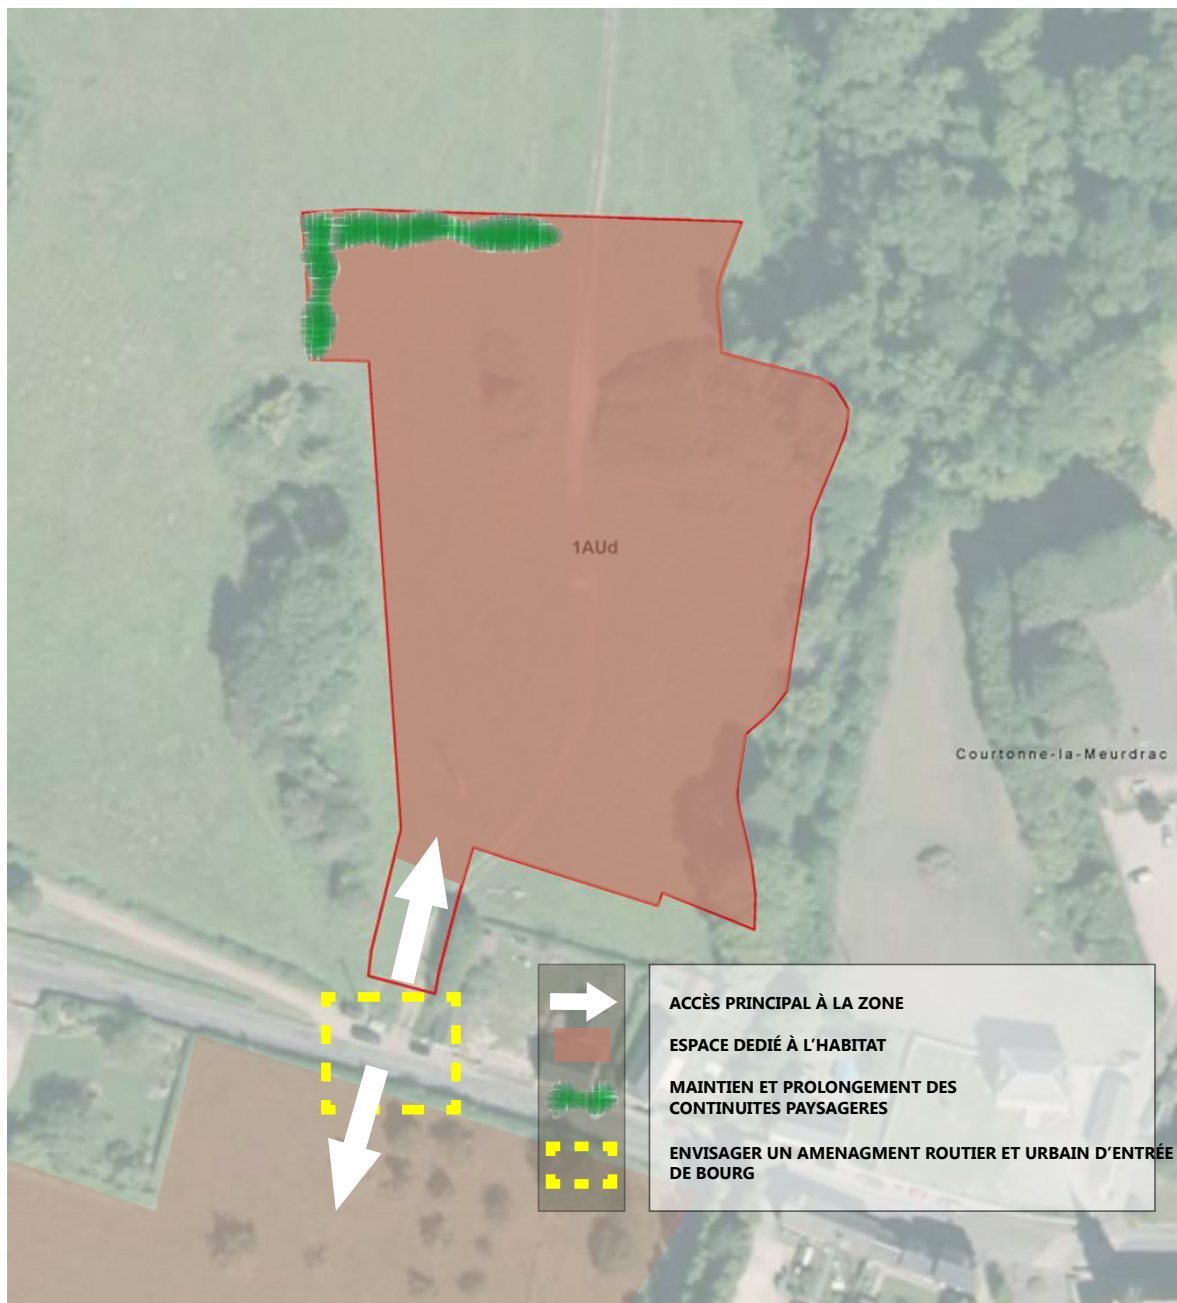 1AUd
Courtonne-la-Meurdrac
ACCÈS PRINCIPAL À LA ZONE
ESPACE DEDIÉ À L'HABITAT
MAINTIEN ET PROLONGEMENT DES
CONTINUITES PAYSAGERES
ENVISAGER UN AMENAGMENT ROUTIER ET URBAIN D'ENTRÉE
DE BOURG